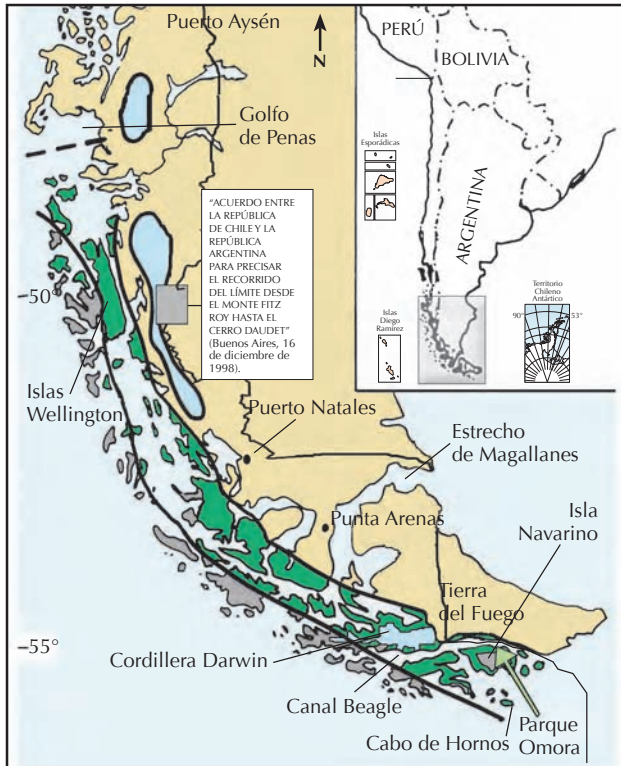 Puerto Aysén
N
Golfo
de Penas
"ACUERDO ENTRE
LA REPÚBLICA
DE CHILE Y LA
REPÚBLICA
ARGENTINA
PARA PRECISAR
EL RECORRIDO
DEL LÍMITE DESDE
EL MONTE FITZ
ROY HASTA EL
CERRO DAUDET"
(Buenos Aires, 16
de diciembre de
1998).
PERÚ
BOLIVIA
ARGENTINA
Islas
Esporádicas
Islas
Diego
Ramírez
Territorio
Chileno
Antártico
90°
53°
–50°
Islas
Wellington
Puerto Natales
Estrecho
de Magallanes
Punta Arenas
Isla
Navarino
Tierra
del Fuego
–55°
Cordillera Darwin
Canal Beagle
Cabo de Hornos
Parque
Omora